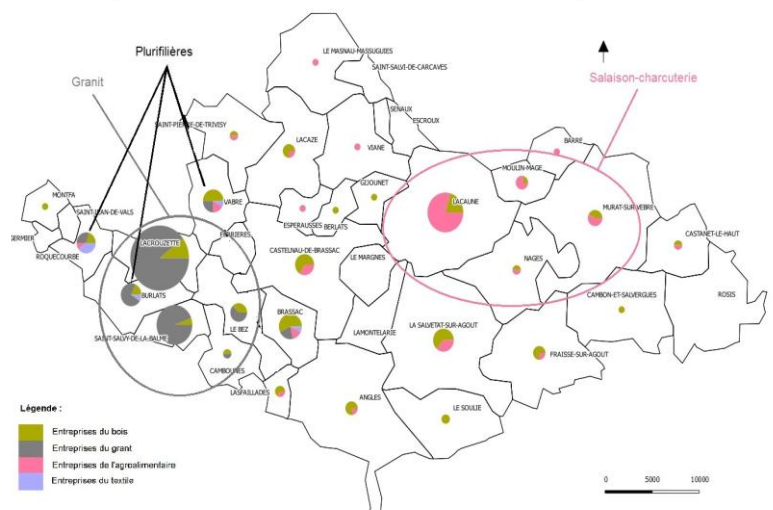 Plurifilières
Granit
LE MASNAU-MASSUGUIES
SAINT-SALVI-DE-CARCAVES
Salaison-charcuterie
SENAUX
ESCROUX
SAINT-PIERRE-DE-TRIVISY
LACAZE
VIANE
BARRE
MOULIN-MAGE
MONTFA
SAINT-JEAN-DE-VALS
VABRE
GIJOUNET
LACAUNE
ESPERAUSSES
BERLATS
MURAT-SUR-VEBRE
GERMIER
ROQUECOURBE
LACROUZETTE
FERRIERES
CASTELNAU-DE-BRASSAC
LE MARGNES
NAGES
CASTANET-LE-HAUT
BURLATS
CAMBON-ET-SALVERGUES
ROSIS
SAINT-SALVY-DE-LA-BALME
LE BEZ
BRASSAC
LAMONTELARIE
LA SALVETAT-SUR-AGOUT
FRAISSE-SUR-AGOUT
CAMBOUNES
LASFAILLADES
ANGLES
LE SOULIE
Légende :
Entreprises du bois
Entreprises du grant
Entreprises de l'agroalimentaire
Entreprises du textile
0 5000 10000